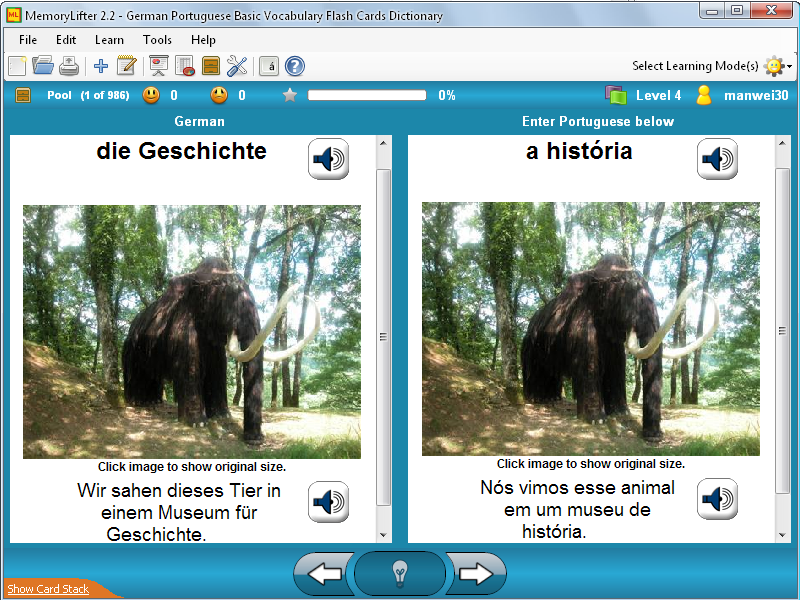 MemoryLifter 2.2 - German Portuguese Basic Vocabulary Flash Cards Dictionary
File Edit Learn Tools Help
á
?
Select Learning Mode(s)
Pool (1 of 986) 0 0 0% Level 4 manwei30
German
Enter Portuguese below
die Geschichte
Click image to show original size.
Wir sahen dieses Tier in
einem Museum für
Geschichte.
a história
Click image to show original size.
Nós vimos esse animal
em um museu de
história.
Show Card Stack